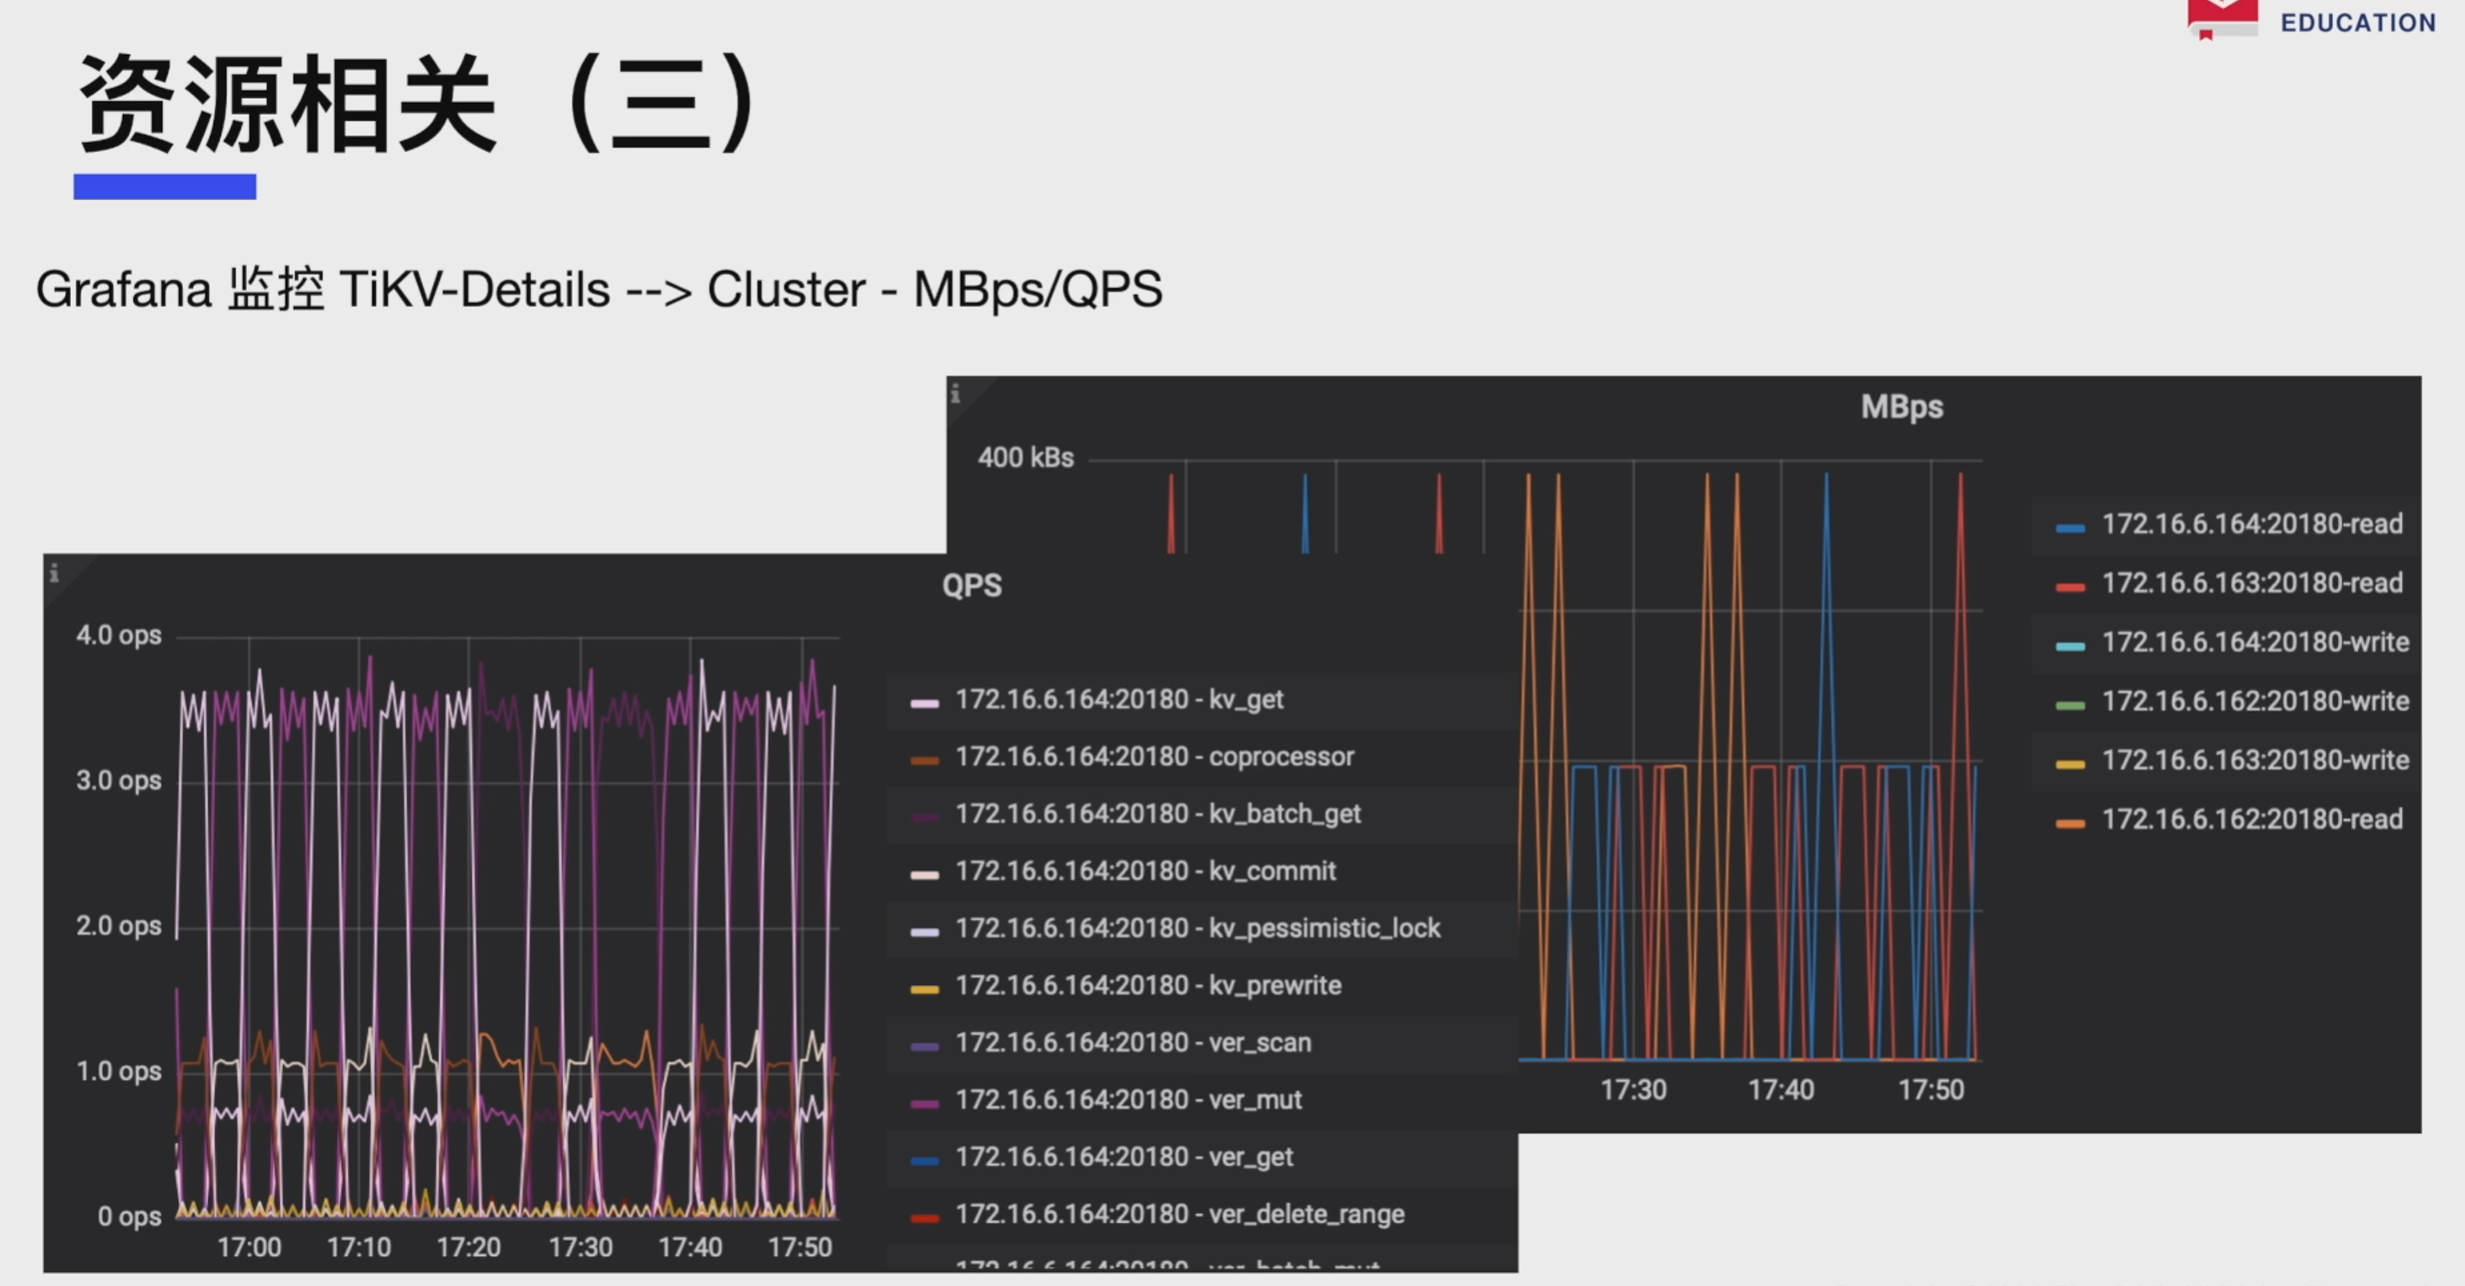 EDUCATION
资源相关（三）
Grafana 监控 TiKV-Details --> Cluster - MBps/QPS
MBps
400 kBs
172.16.6.164:20180-read
172.16.6.163:20180-read
172.16.6.164:20180-write
172.16.6.162:20180-write
172.16.6.163:20180-write
172.16.6.162:20180-read
17:30 17:40 17:50
QPS
4.0 ops
3.0 ops
2.0 ops
1.0 ops
0 ops
17:00 17:10 17:20 17:30 17:40 17:50
172.16.6.164:20180 - kv_get
172.16.6.164:20180 - coprocessor
172.16.6.164:20180 - kv_batch_get
172.16.6.164:20180 - kv_commit
172.16.6.164:20180 - kv_pessimistic_lock
172.16.6.164:20180 - kv_prewrite
172.16.6.164:20180 - ver_scan
172.16.6.164:20180 - ver_mut
172.16.6.164:20180 - ver_get
172.16.6.164:20180 - ver_delete_range